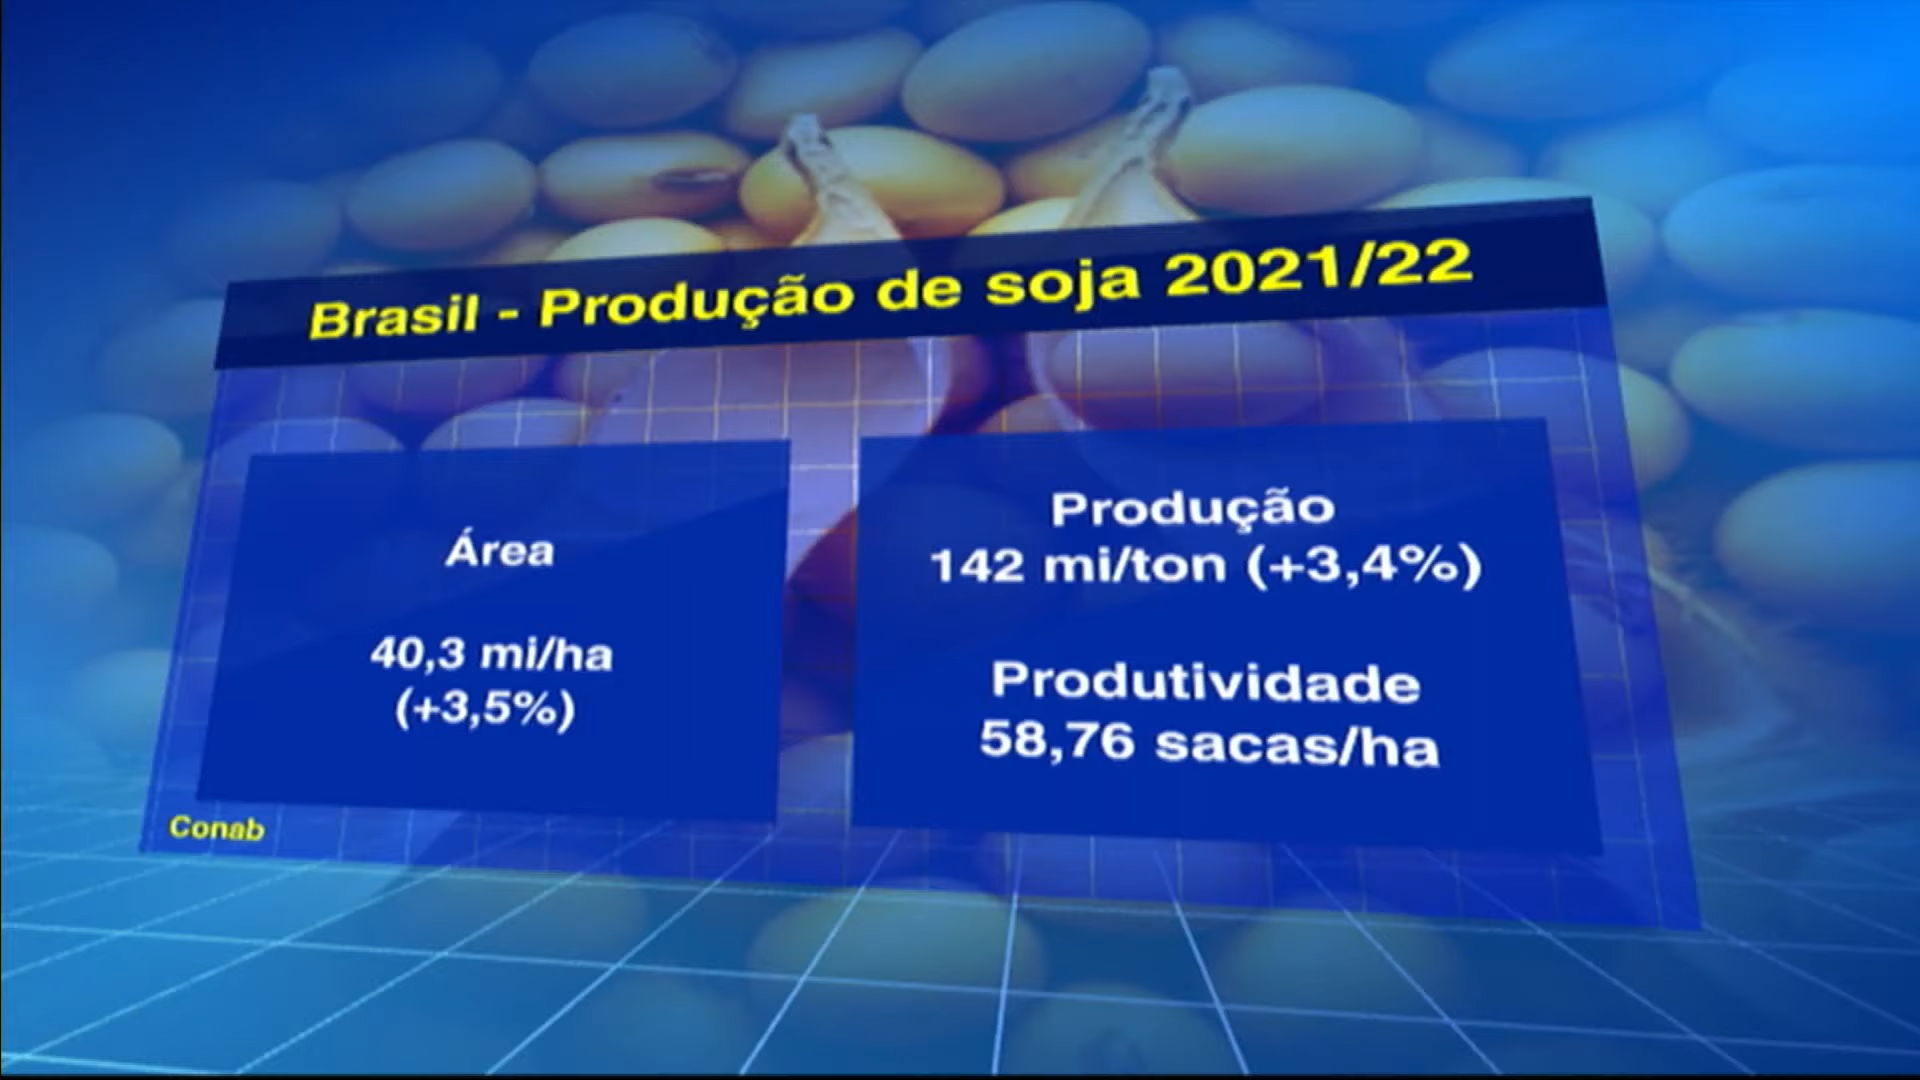 Brasil - Produção de soja 2021/22
Área
40,3 mi/ha
(+3,5%)
Produção
142 mi/ton (+3,4%)
Produtividade
58,76 sacas/ha
Conab